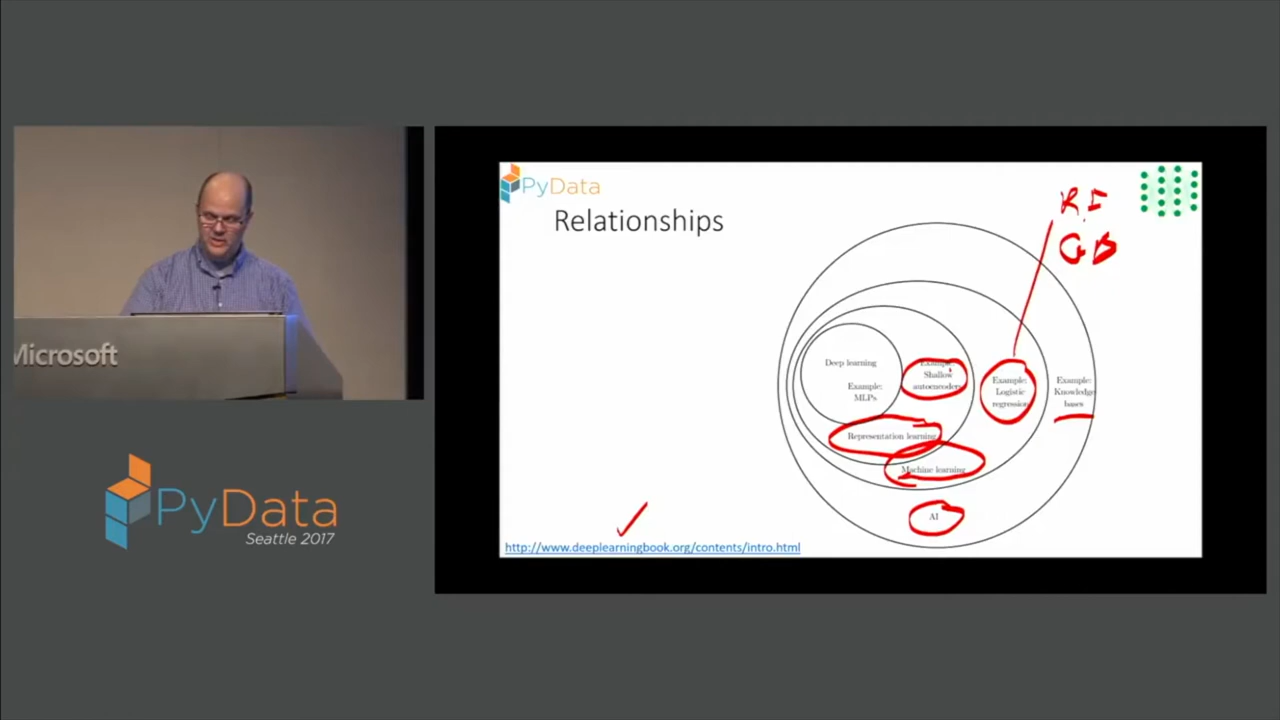 Microsoft
PyData
Seattle 2017
PyData
Relationships
R.F
GB
Deep learning
Example:
MLPs
Example:
Shallow
autoencoders
Example:
Logistic
regression
Example:
Knowledge
bases
Representation learning
Machine learning
AI
http://www.deeplearningbook.org/contents/intro.html